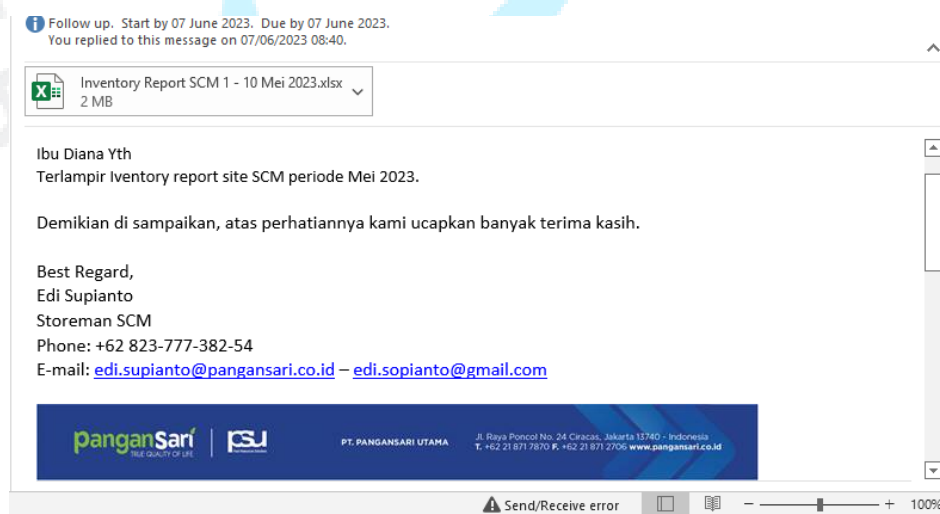 Follow up. Start by 07 June 2023. Due by 07 June 2023.
You replied to this message on 07/06/2023 08:40.
Inventory Report SCM 1 - 10 Mei 2023.xlsx
2 MB
Ibu Diana Yth
Terlampir Iventory report site SCM periode Mei 2023.
Demikian di sampaikan, atas perhatiannya kami ucapkan banyak terima kasih.
Best Regard,
Edi Supianto
Storeman SCM
Phone: +62 823-777-382-54
E-mail: edi.supianto@pangansari.co.id – edi.sopianto@gmail.com
panganSari
TRUE QUALITY OF LIFE
psu
PT. PANGANSARI UTAMA
Jl. Raya Poncol No. 24 Ciracas, Jakarta 13740 - Indonesia
T. +62 21 871 7870 F. +62 21 871 2706 www.pangansari.co.id
Send/Receive error
100%